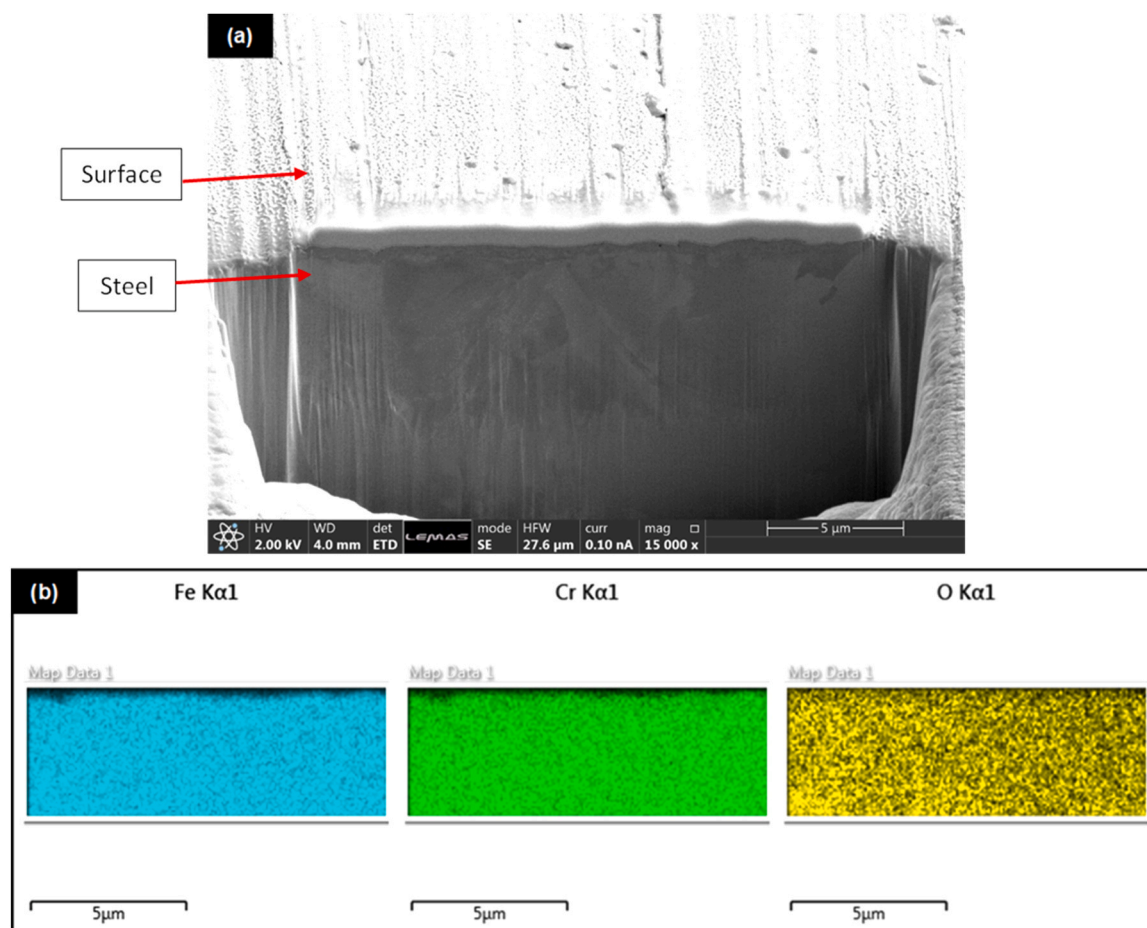 (a)
Surface
Steel
HV WD det LEMAS mode HFW curr mag □ 5 μm
2.00 kV 4.0 mm ETD SE 27.6 μm 0.10 nA 15 000 x
(b)
Fe Kα1 Cr Kα1 O Kα1
Map Data 1 Map Data 1 Map Data 1
5μm 5μm 5μm